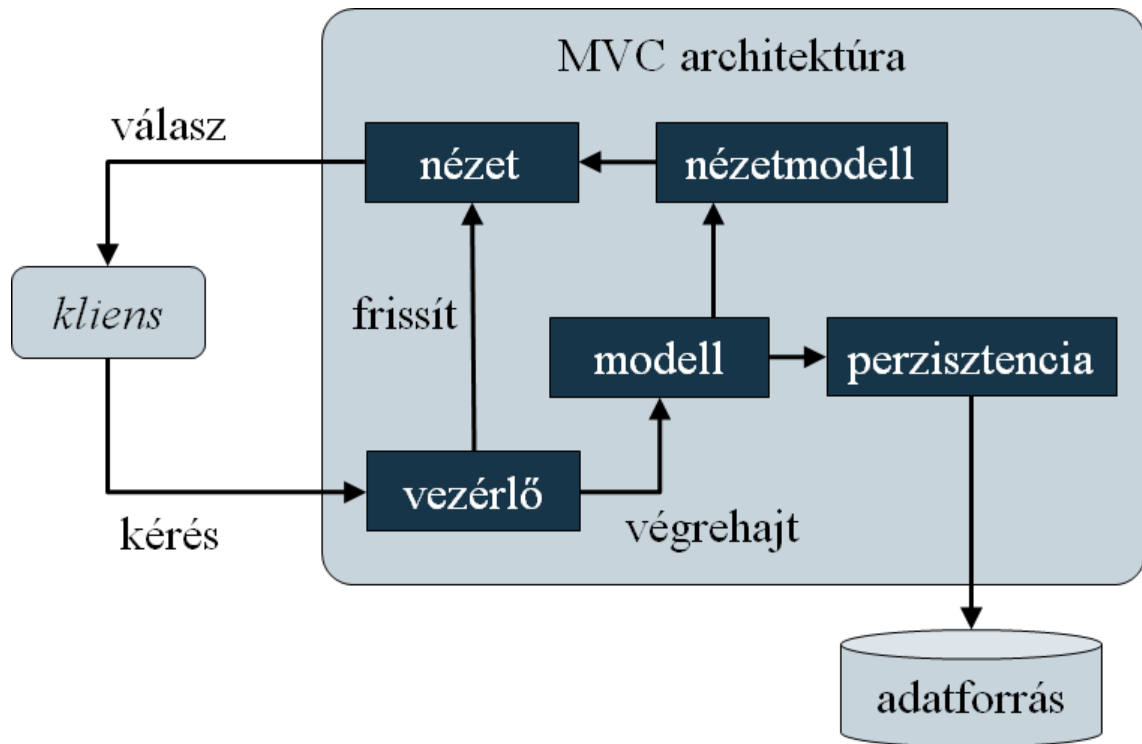 MVC architektúra
válasz
nézet
nézetmodell
kliens
frissít
modell
perzisztencia
vezérlő
kérés
végrehajt
adatforrás